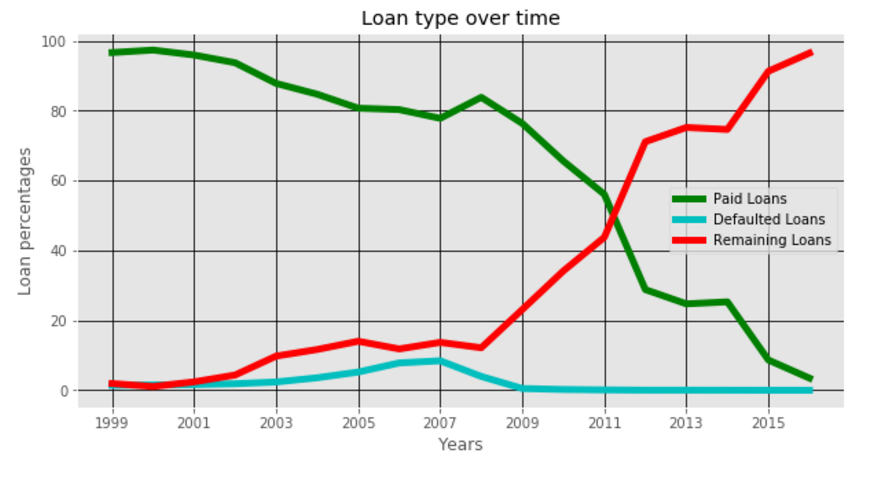 Loan type over time
100
80
60
40
20
0
Loan percentages
Paid Loans
Defaulted Loans
Remaining Loans
1999 2001 2003 2005 2007 2009 2011 2013 2015
Years